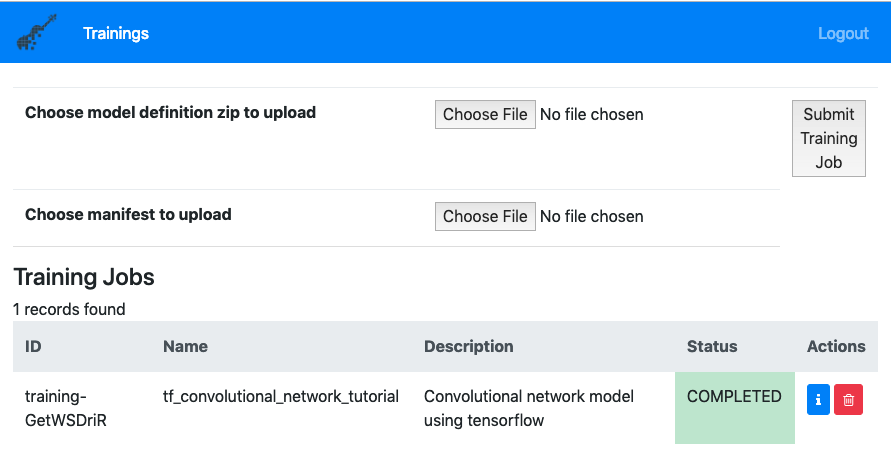 Trainings Logout
Choose model definition zip to upload Choose File No file chosen Submit
Training
Job
Choose manifest to upload Choose File No file chosen
Training Jobs
1 records found
ID Name Description Status Actions
training- tf_convolutional_network_tutorial Convolutional network model COMPLETED
GetWSDriR using tensorflow